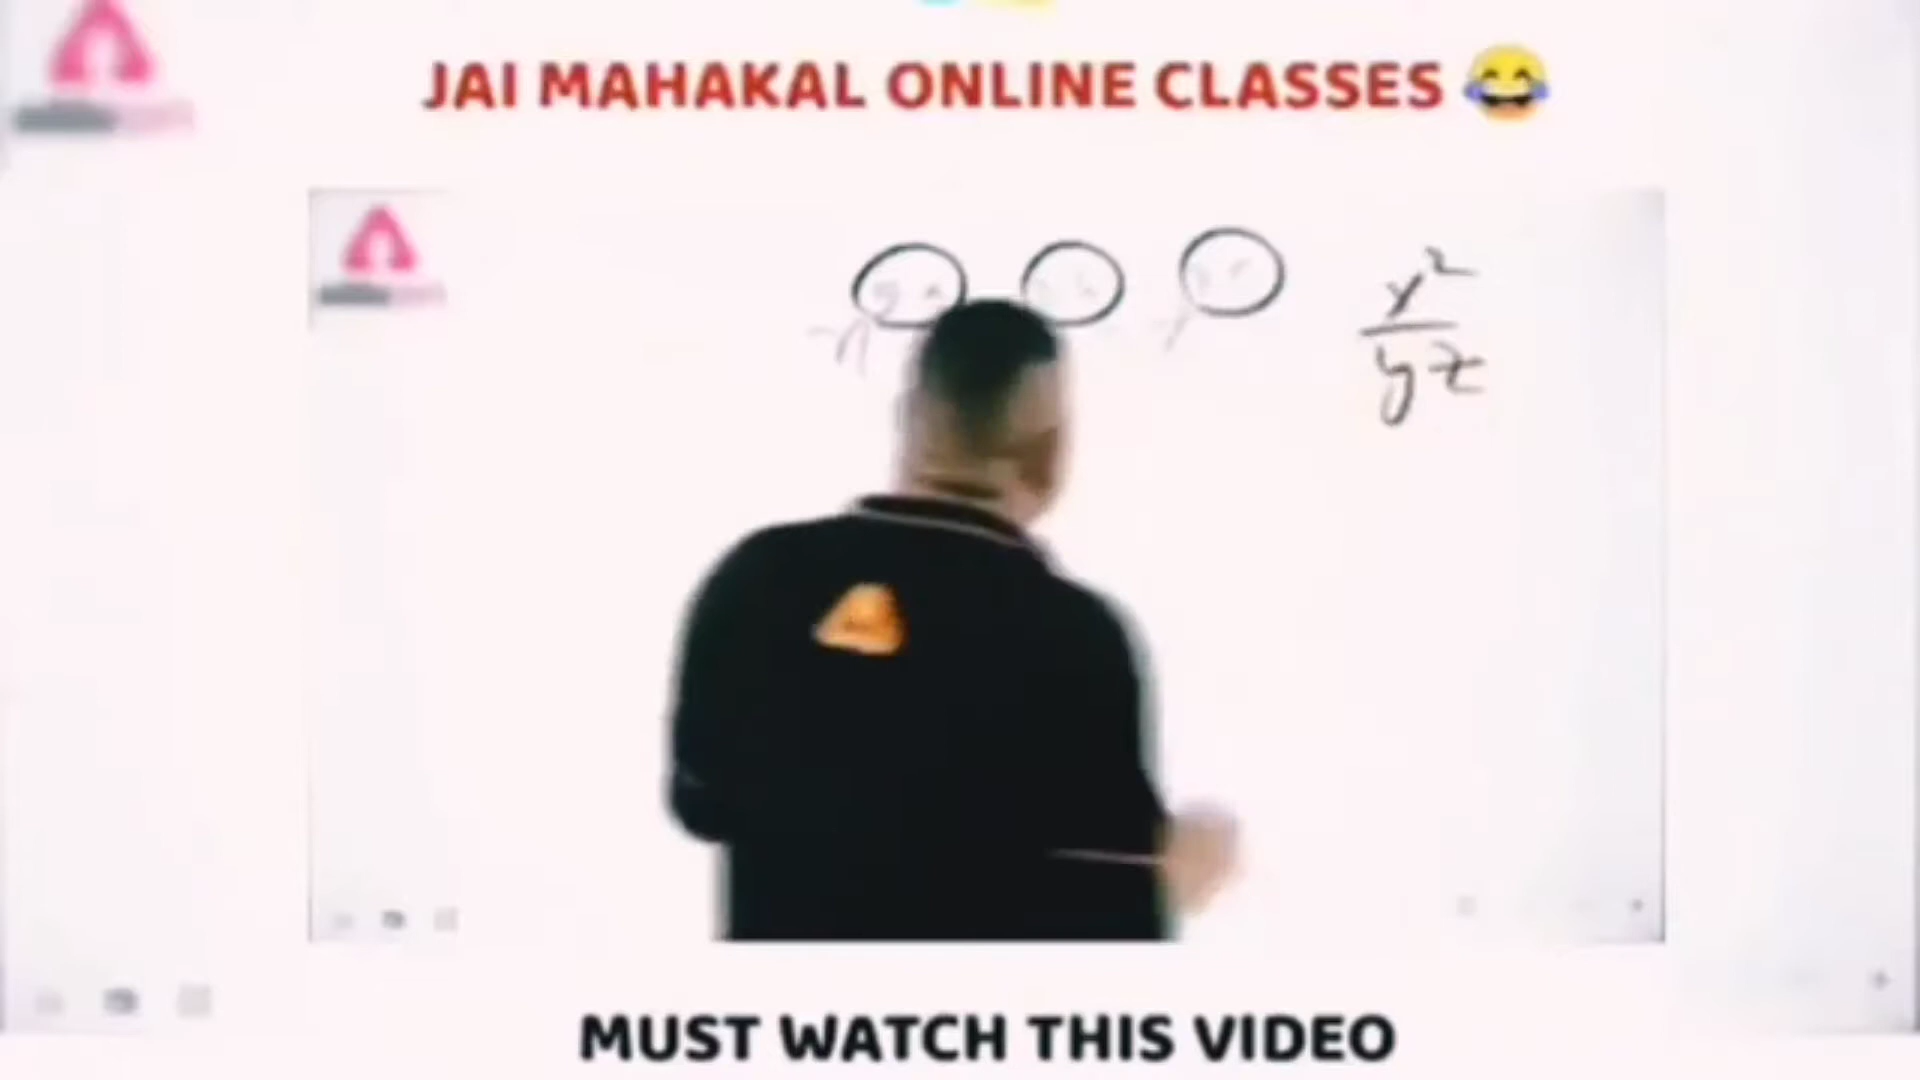 JAI MAHAKAL ONLINE CLASSES 😂
x²
yz
MUST WATCH THIS VIDEO